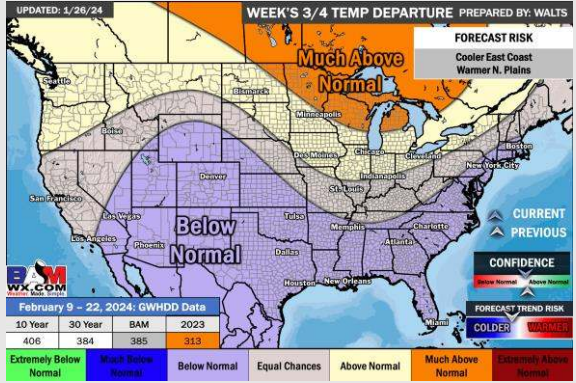 UPDATED: 1/26/24
WEEK'S 3/4 TEMP DEPARTURE PREPARED BY: WALTS
FORECAST RISK
Cooler East Coast
Warmer N. Plains
Much Above
Normal
Seattle
Bismarck
Minneapolis
Boise
Boston
Des Moines
Chicago
Cleveland
New York City
Indianapolis
Denver
St. Louis
San Francisco
Las Vegas
Below
Normal
Tulsa
Memphis
Charlotte
Los Angeles
Phoenix
Atlanta
Dallas
Houston
New Orleans
Miami
CURRENT
PREVIOUS
CONFIDENCE
Below Normal
Above Normal
FORECAST TREND RISK
COLDER
WARMER
BAM
WX.COM
Weather Made Simple
February 9 – 22, 2024: GWHDD Data
10 Year 30 Year BAM 2023
406 384 385 313
Extremely Below Normal
Much Below Normal
Below Normal
Equal Chances
Above Normal
Much Above Normal
Extremely Above Normal